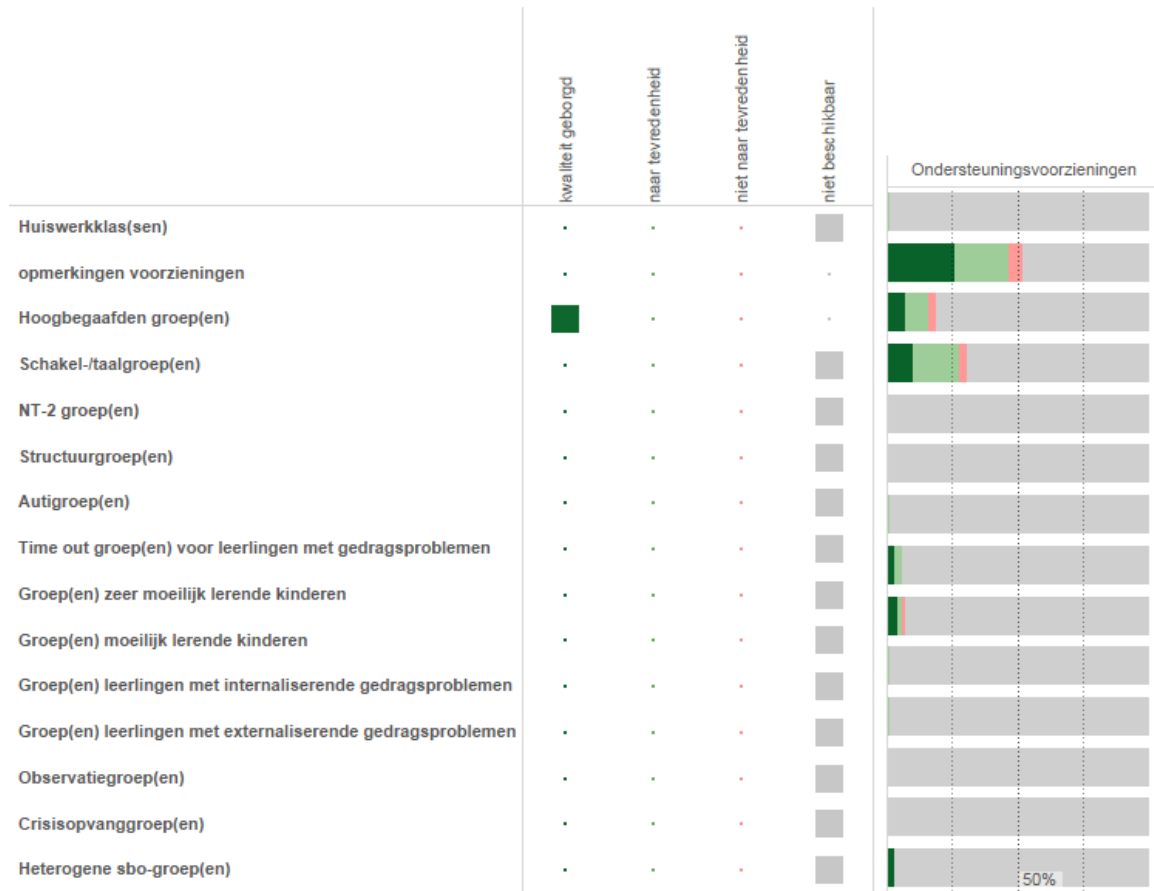 kwaliteit geborgd
naar tevredenheid
niet naar tevredenheid
niet beschikbaar
Ondersteuningsvoorzieningen
Huiswerkklas(sen)
opmerkingen voorzieningen
Hoogbegaafden groep(en)
Schakel-/taalgroep(en)
NT-2 groep(en)
Structuurgroep(en)
Autigroep(en)
Time out groep(en) voor leerlingen met gedragsproblemen
Groep(en) zeer moeilijk lerende kinderen
Groep(en) moeilijk lerende kinderen
Groep(en) leerlingen met internaliserende gedragsproblemen
Groep(en) leerlingen met externaliserende gedragsproblemen
Observatiegroep(en)
Crisisopvanggroep(en)
Heterogene sbo-groep(en)
50%